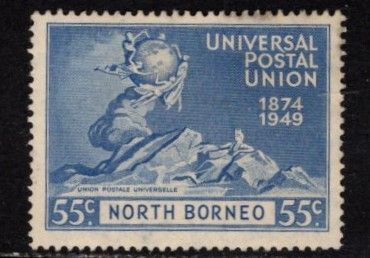 UNIVERSAL
POSTAL
UNION
1874
1949
UNION POSTALE UNIVERSELLE
55c. NORTH BORNEO 55c.